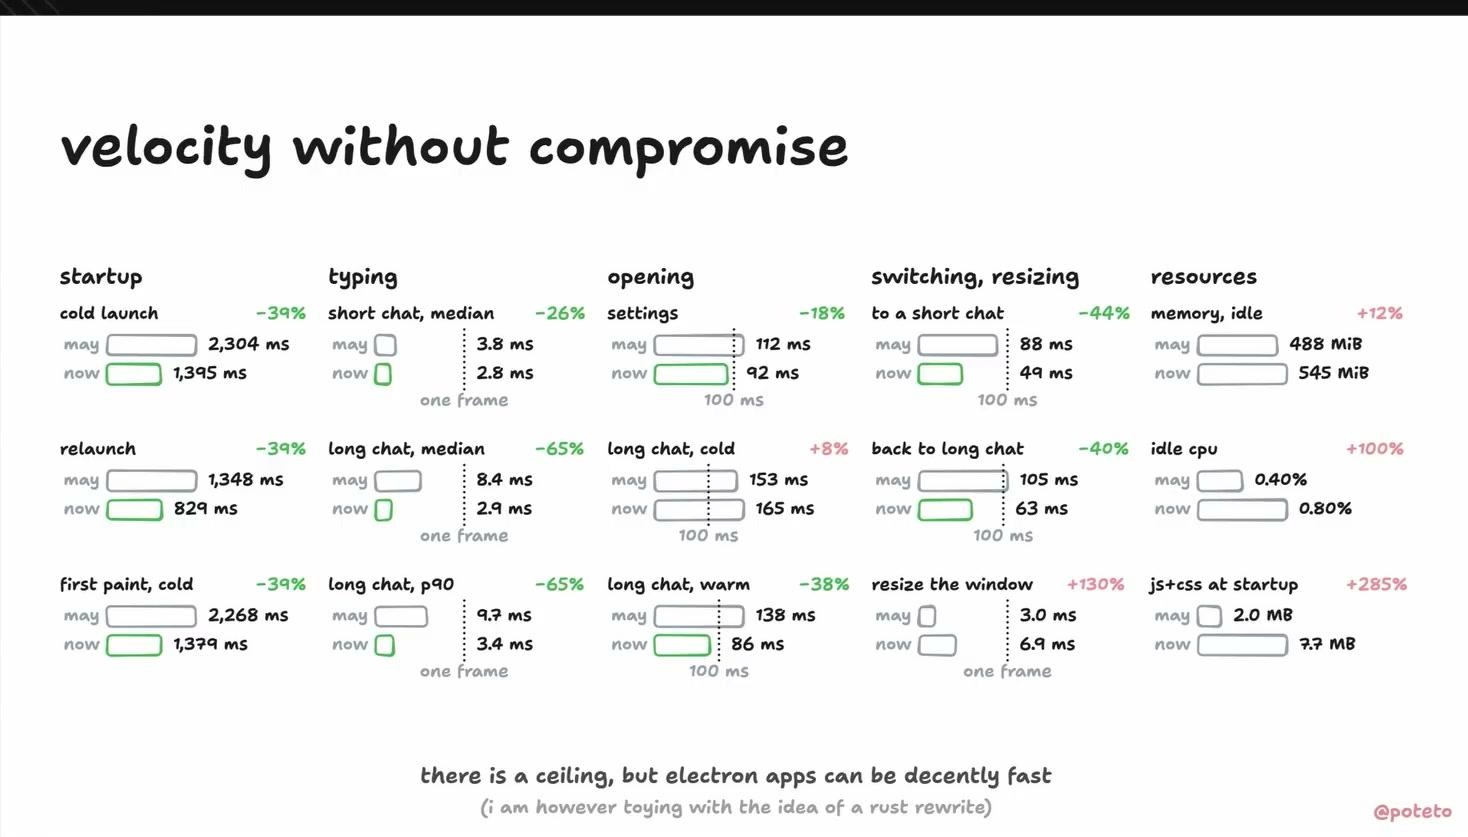 velocity without compromise
startup
cold launch -39%
may 2,304 ms
now 1,395 ms
relaunch -39%
may 1,348 ms
now 829 ms
first paint, cold -39%
may 2,268 ms
now 1,379 ms
typing
short chat, median -26%
may 3.8 ms
now 2.8 ms
one frame
long chat, median -65%
may 8.4 ms
now 2.9 ms
one frame
long chat, p90 -65%
may 9.7 ms
now 3.4 ms
one frame
opening
settings -18%
may 112 ms
now 92 ms
100 ms
long chat, cold +8%
may 153 ms
now 165 ms
100 ms
long chat, warm -38%
may 138 ms
now 86 ms
100 ms
switching, resizing
to a short chat -44%
may 88 ms
now 49 ms
100 ms
back to long chat -40%
may 105 ms
now 63 ms
100 ms
resize the window +130%
may 3.0 ms
now 6.9 ms
one frame
resources
memory, idle +12%
may 488 MiB
now 545 MiB
idle cpu +100%
may 0.40%
now 0.80%
js+css at startup +285%
may 2.0 MB
now 7.7 MB
there is a ceiling, but electron apps can be decently fast
(i am however toying with the idea of a rust rewrite)
@poteto